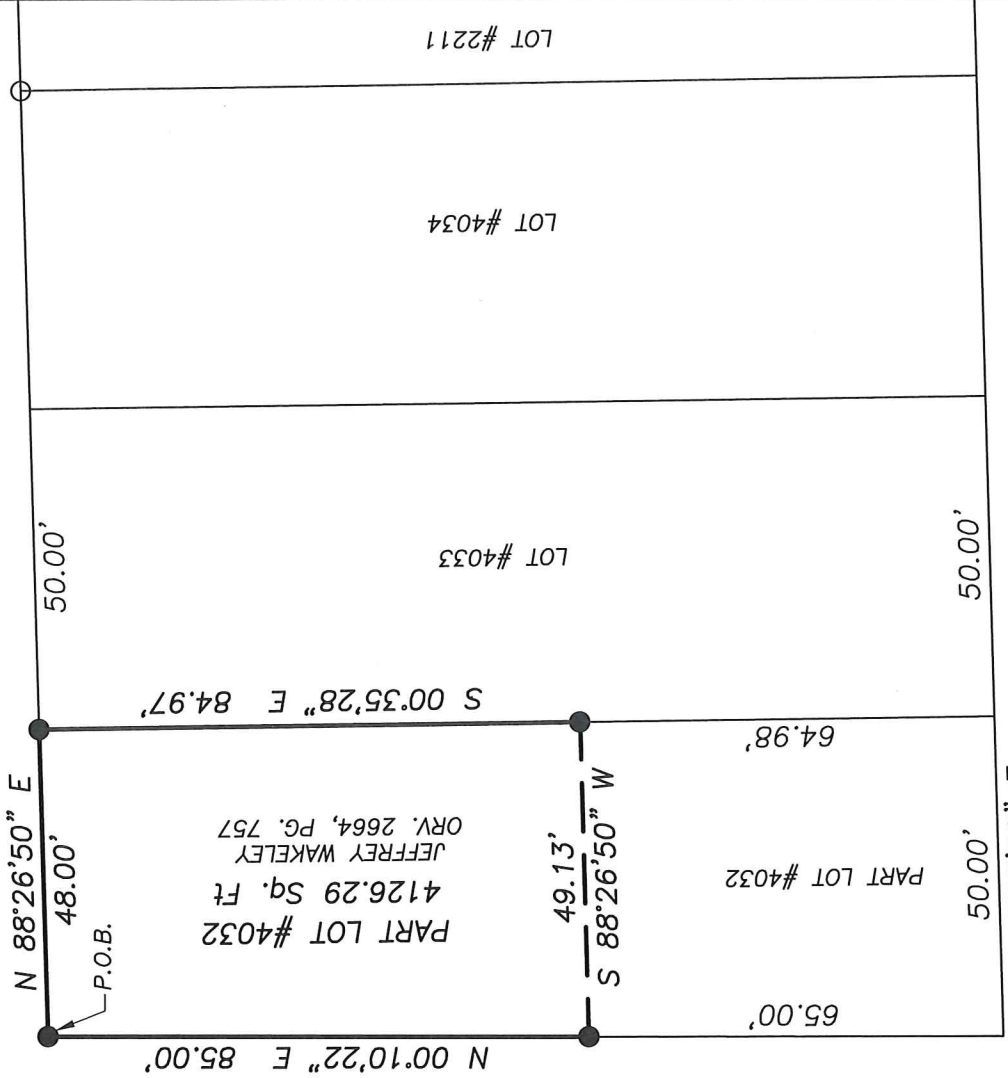 LOT #2211
LOT #4034
LOT #4033
50.00'
50.00'
S 00°35'28" E 84.97'
64.98'
N 88°26'50" E
48.00'
P.O.B.
PART LOT #4032
4126.29 Sq. Ft
JEFFREY WAKELEY
ORV. 2664, PG. 757
49.13'
S 88°26'50" W
PART LOT #4032
50.00'
65.00'
N 00°10'22" E 85.00'